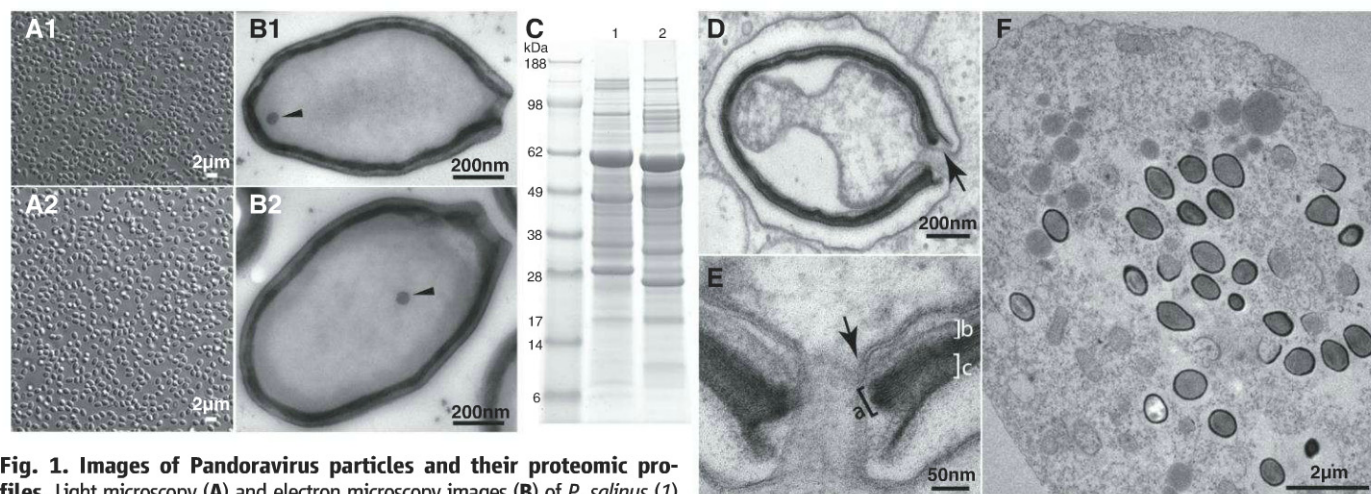 A1
2µm
A2
2µm
B1
200nm
B2
200nm
C
1 2
kDa
188
98
62
49
38
28
17
14
6
D
200nm
E
b
c
a
50nm
F
2µm
Fig. 1. Images of Pandoravirus particles and their proteomic pro-
files. Light microscopy (A) and electron microscopy images (B) of P. salinus (1)